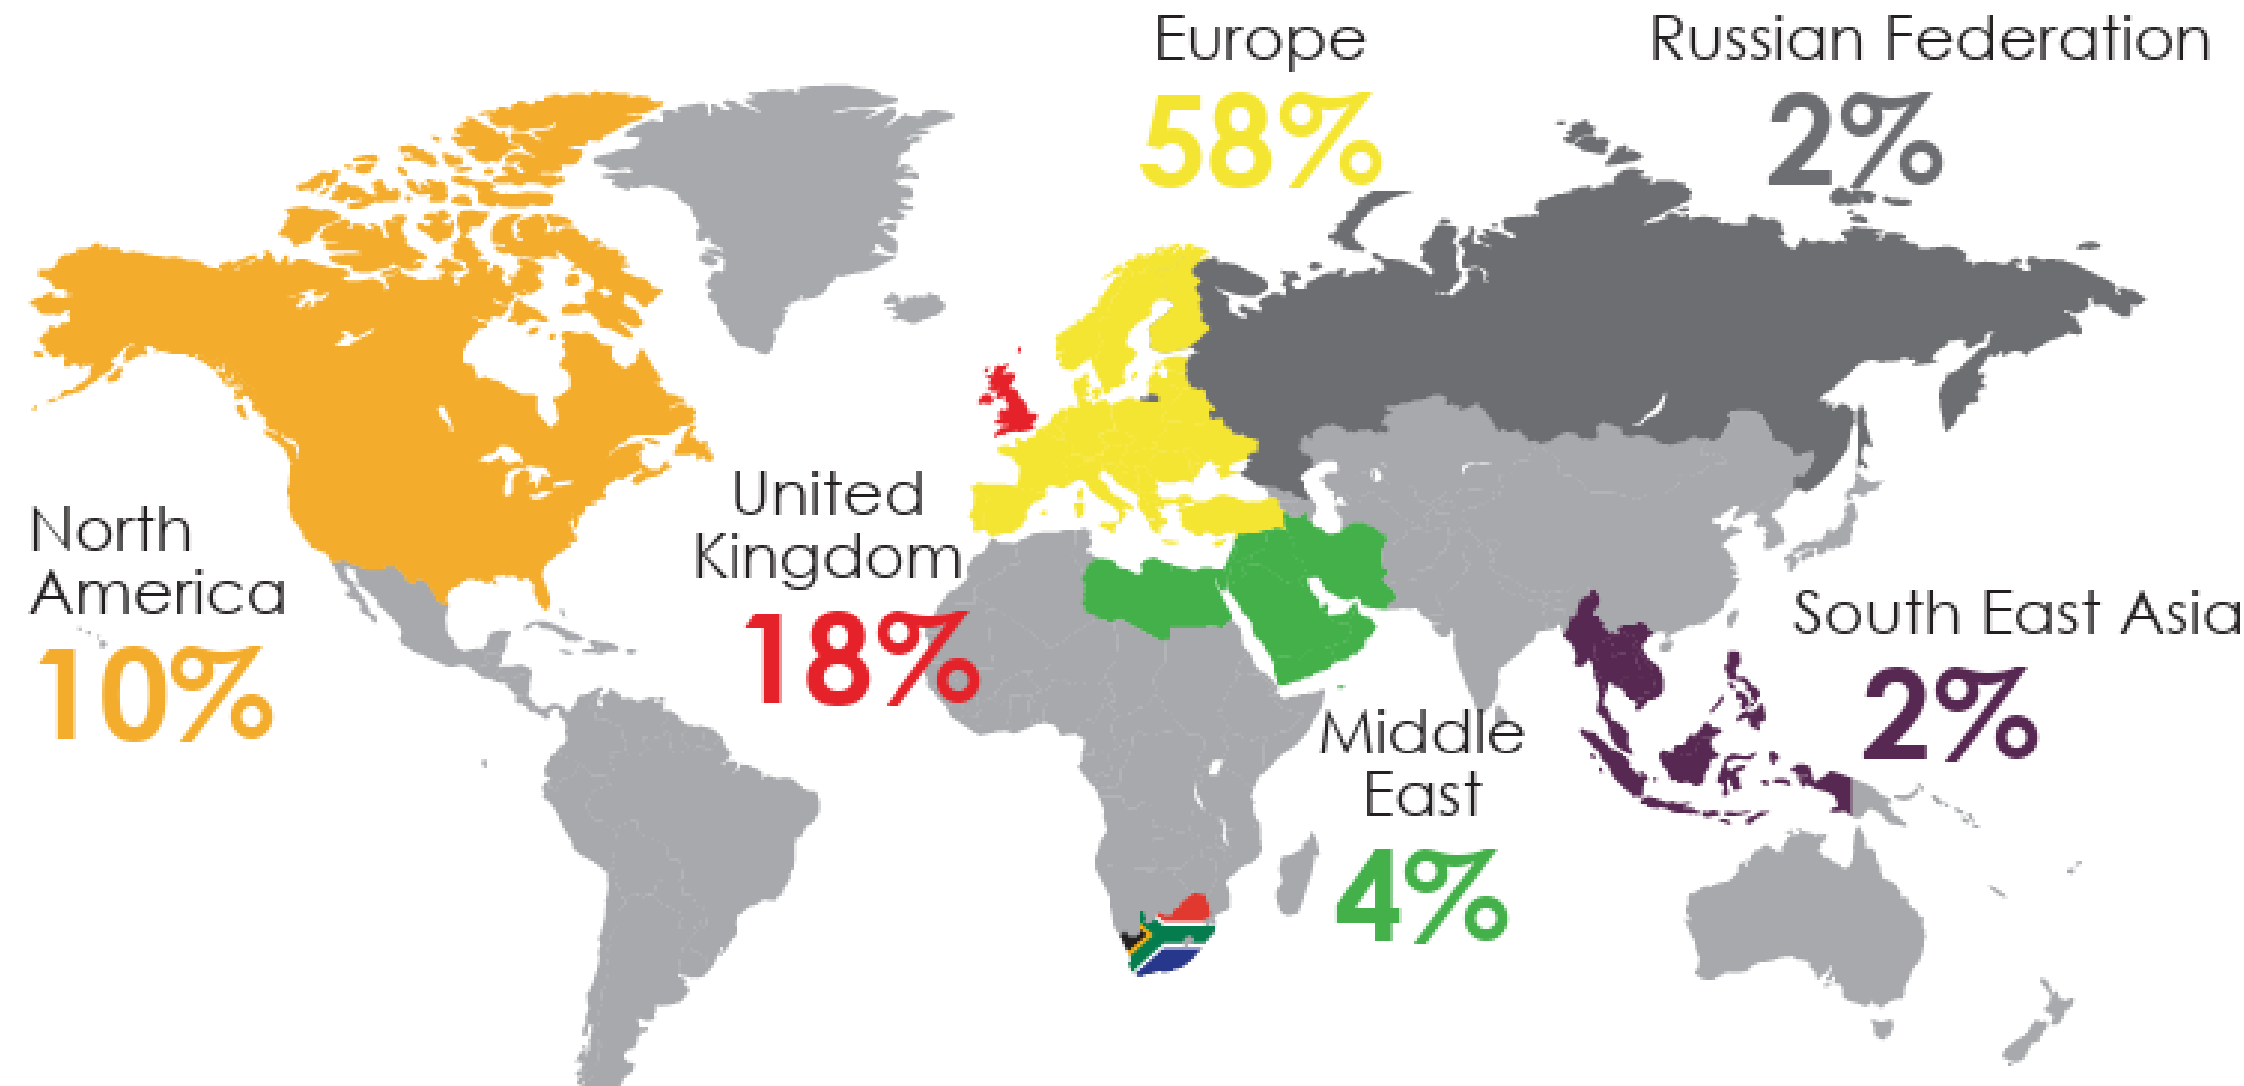 Europe
58%
Russian Federation
2%
North
America
10%
United
Kingdom
18%
Middle
East
4%
South East Asia
2%